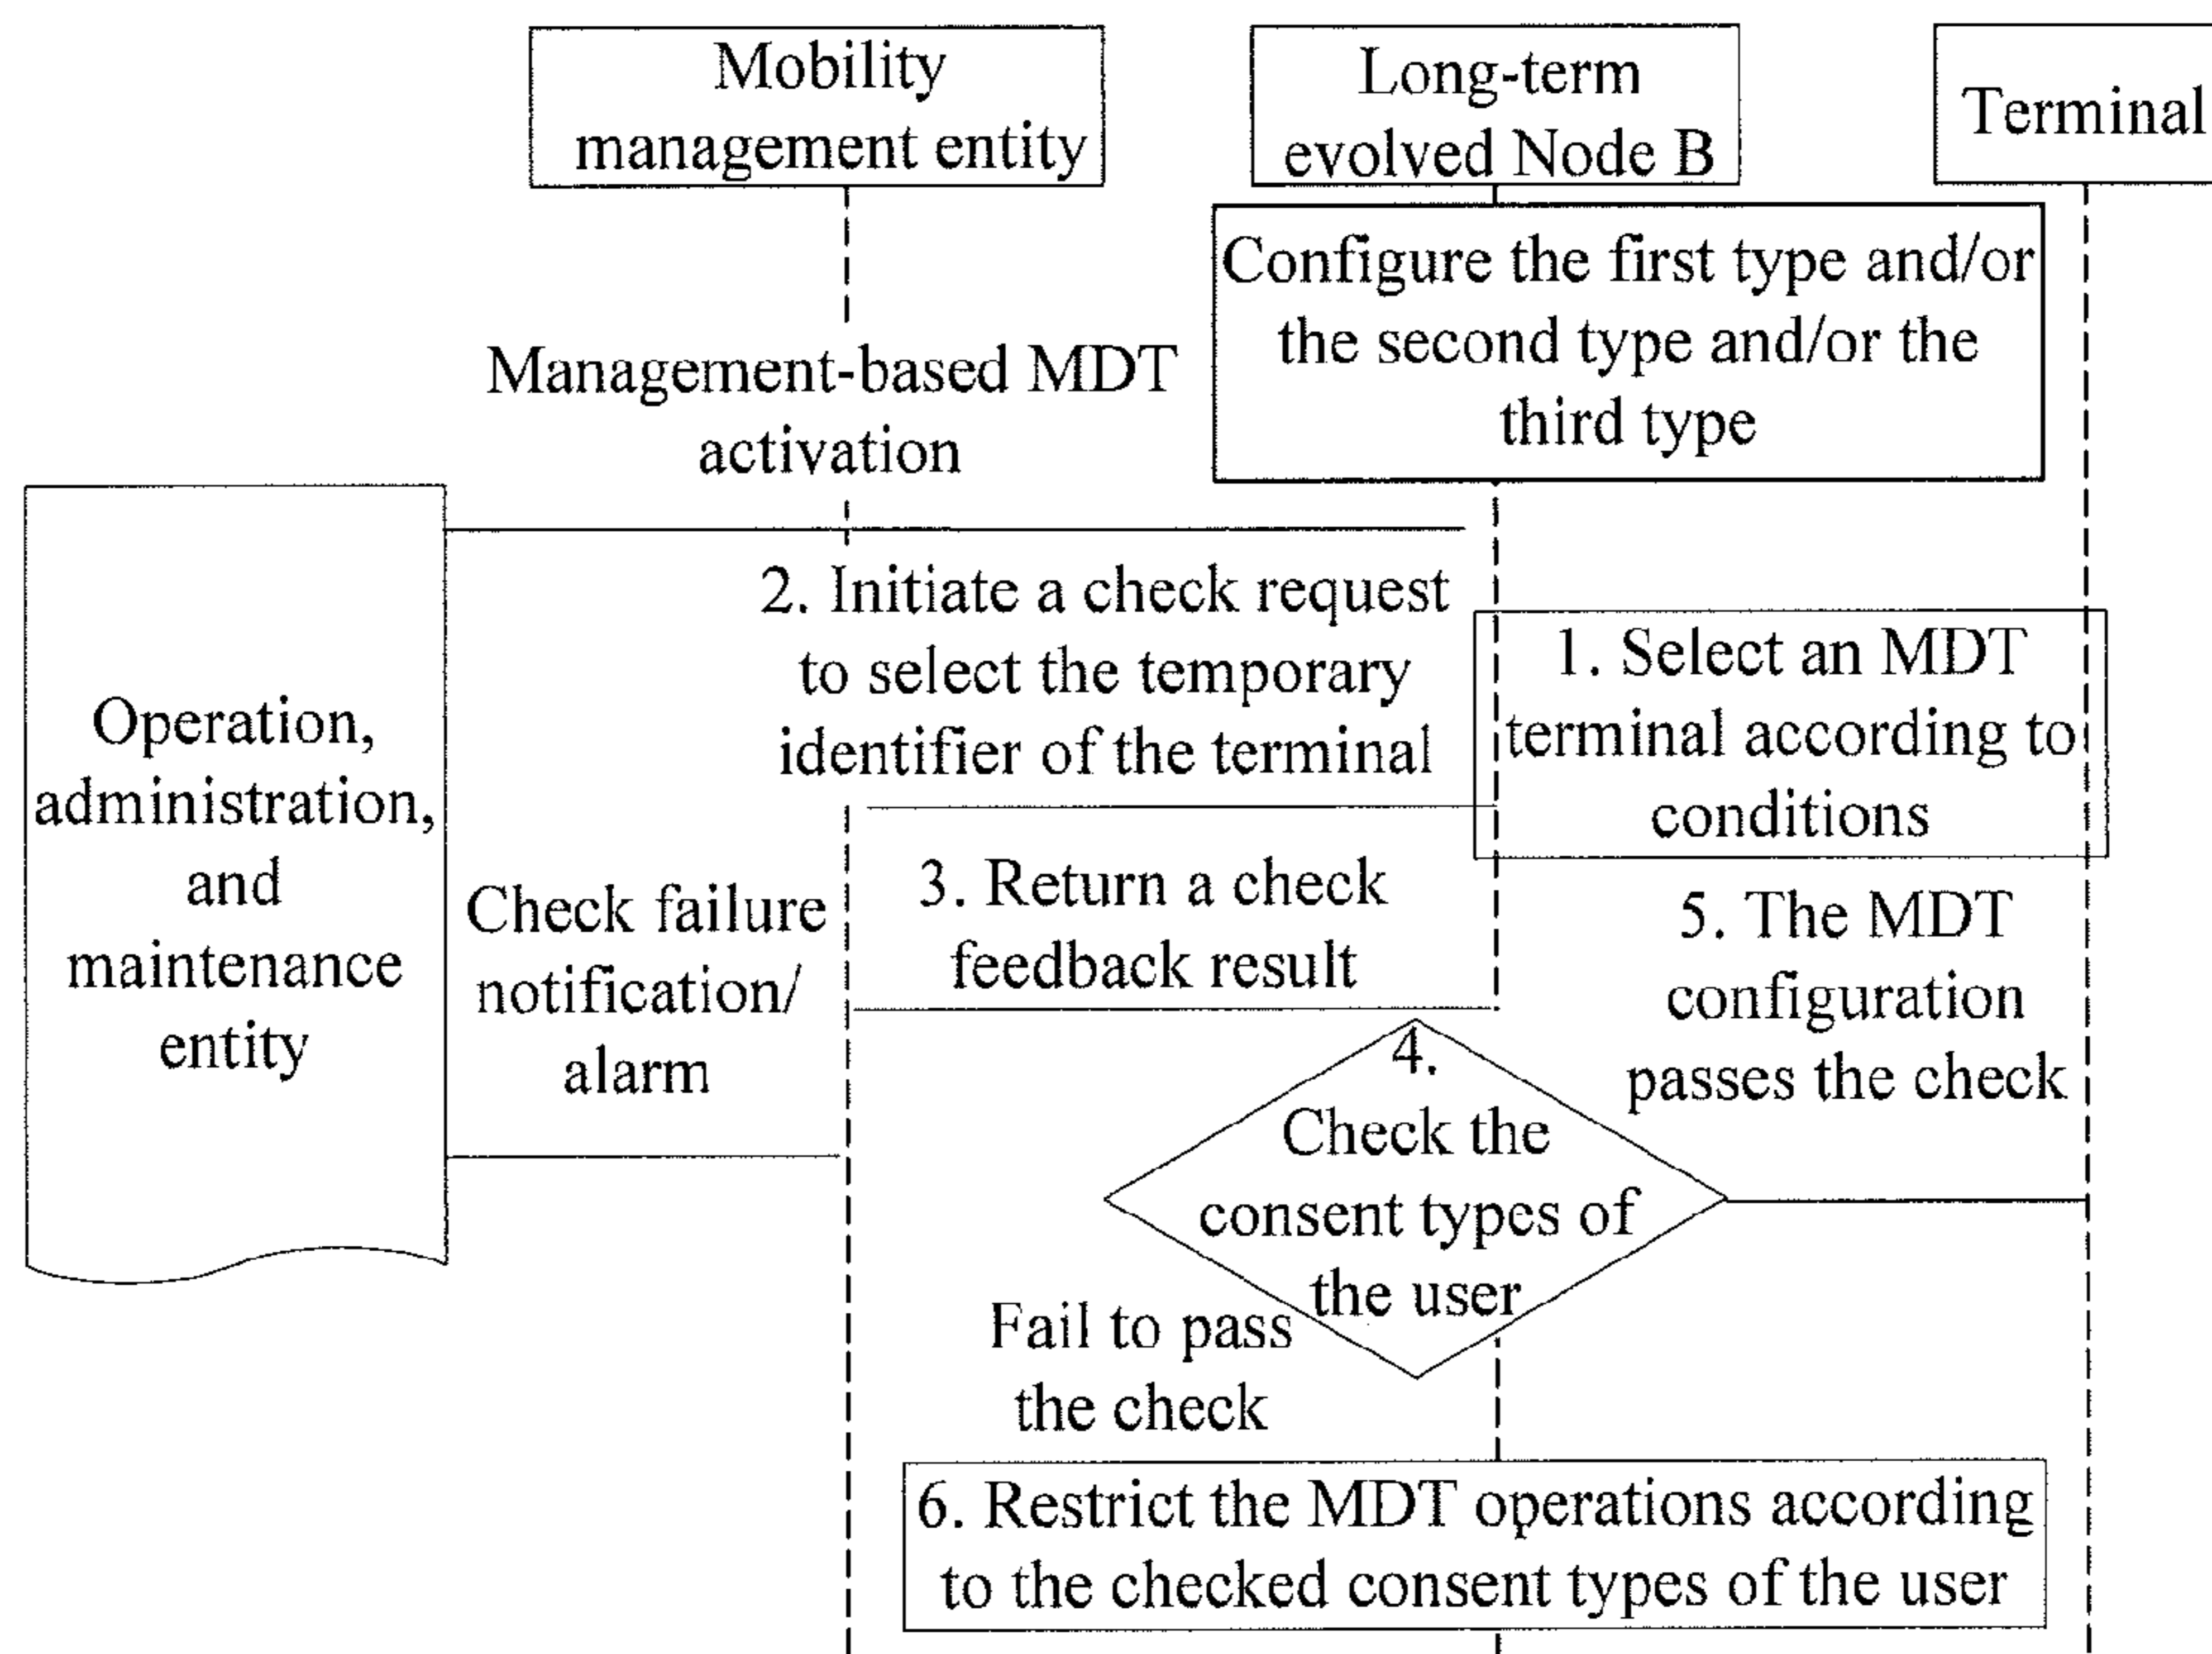 Mobility
management entity
Long-term
evolved Node B
Terminal
Configure the first type and/or
the second type and/or the
third type
Management-based MDT
activation
Operation,
administration,
and
maintenance
entity
2. Initiate a check request
to select the temporary
identifier of the terminal
1. Select an MDT
terminal according to
conditions
3. Return a check
feedback result
Check failure
notification/
alarm
4.
Check the
consent types of
the user
5. The MDT
configuration
passes the check
Fail to pass
the check
6. Restrict the MDT operations according
to the checked consent types of the user